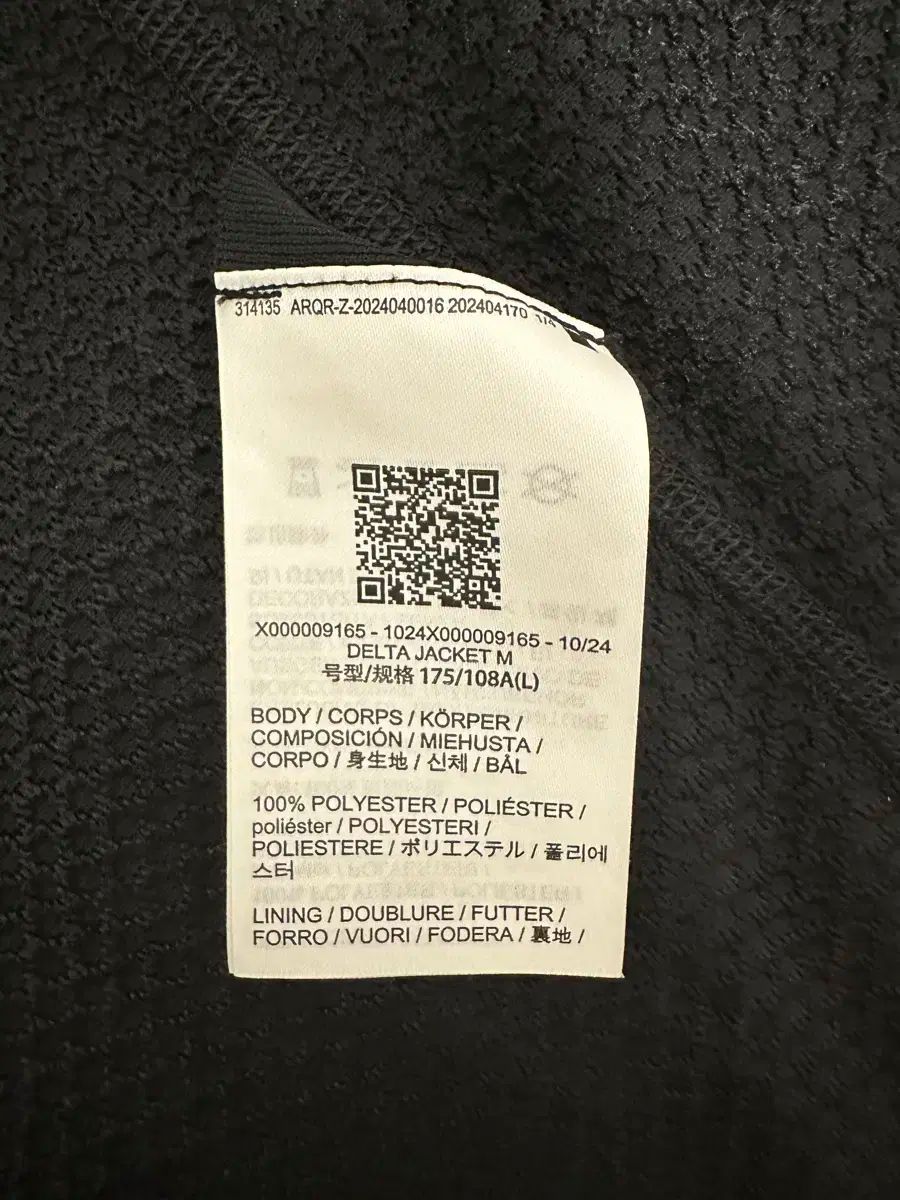 314135 ARQR-Z-2024040016 202404170 1/4
X000009165 - 1024X000009165 - 10/24
DELTA JACKET M
号型/规格 175/108A(L)
BODY / CORPS / KÖRPER /
COMPOSICIÓN / MIEHUSTA /
CORPO / 身生地 / 신체 / BÅL
100% POLYESTER / POLIÉSTER /
poliéster / POLYESTERI /
POLIESTERE / ポリエステル / 폴리에
스터
LINING / DOUBLURE / FUTTER /
FORRO / VUORI / FODERA / 裏地 /